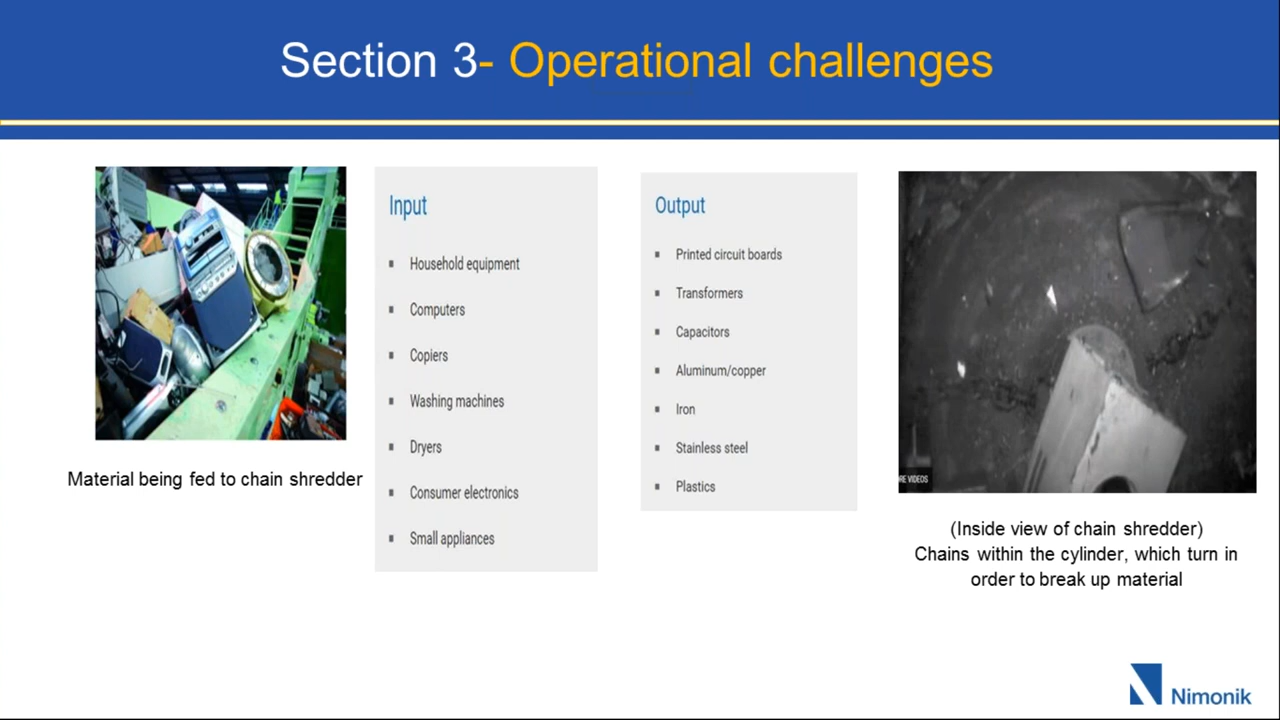 Section 3- Operational challenges
Input
Household equipment
Computers
Copiers
Washing machines
Dryers
Consumer electronics
Small appliances
Output
Printed circuit boards
Transformers
Capacitors
Aluminum/copper
Iron
Stainless steel
Plastics
Material being fed to chain shredder
RE VIDEOS
(Inside view of chain shredder)
Chains within the cylinder, which turn in
order to break up material
Nimonik